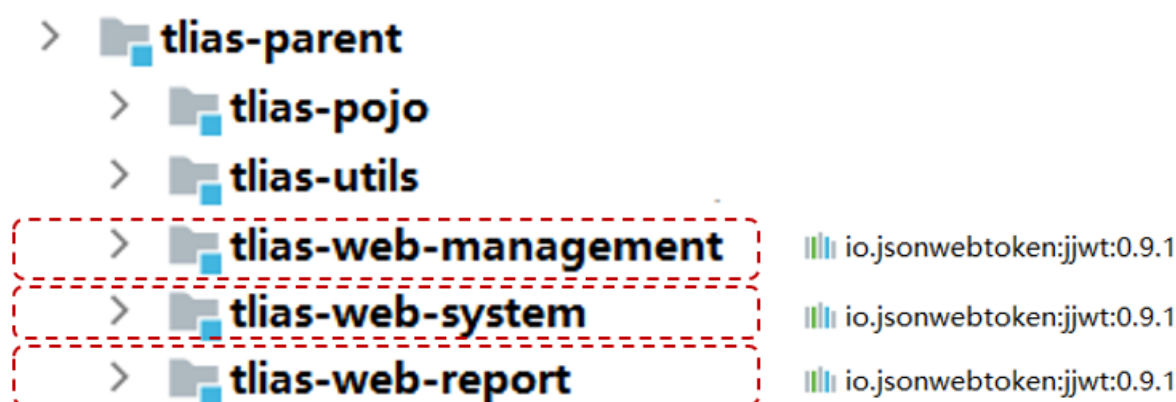 tlias-parent
tlias-pojo
tlias-utils
tlias-web-management io.jsonwebtoken:jjwt:0.9.1
tlias-web-system io.jsonwebtoken:jjwt:0.9.1
tlias-web-report io.jsonwebtoken:jjwt:0.9.1